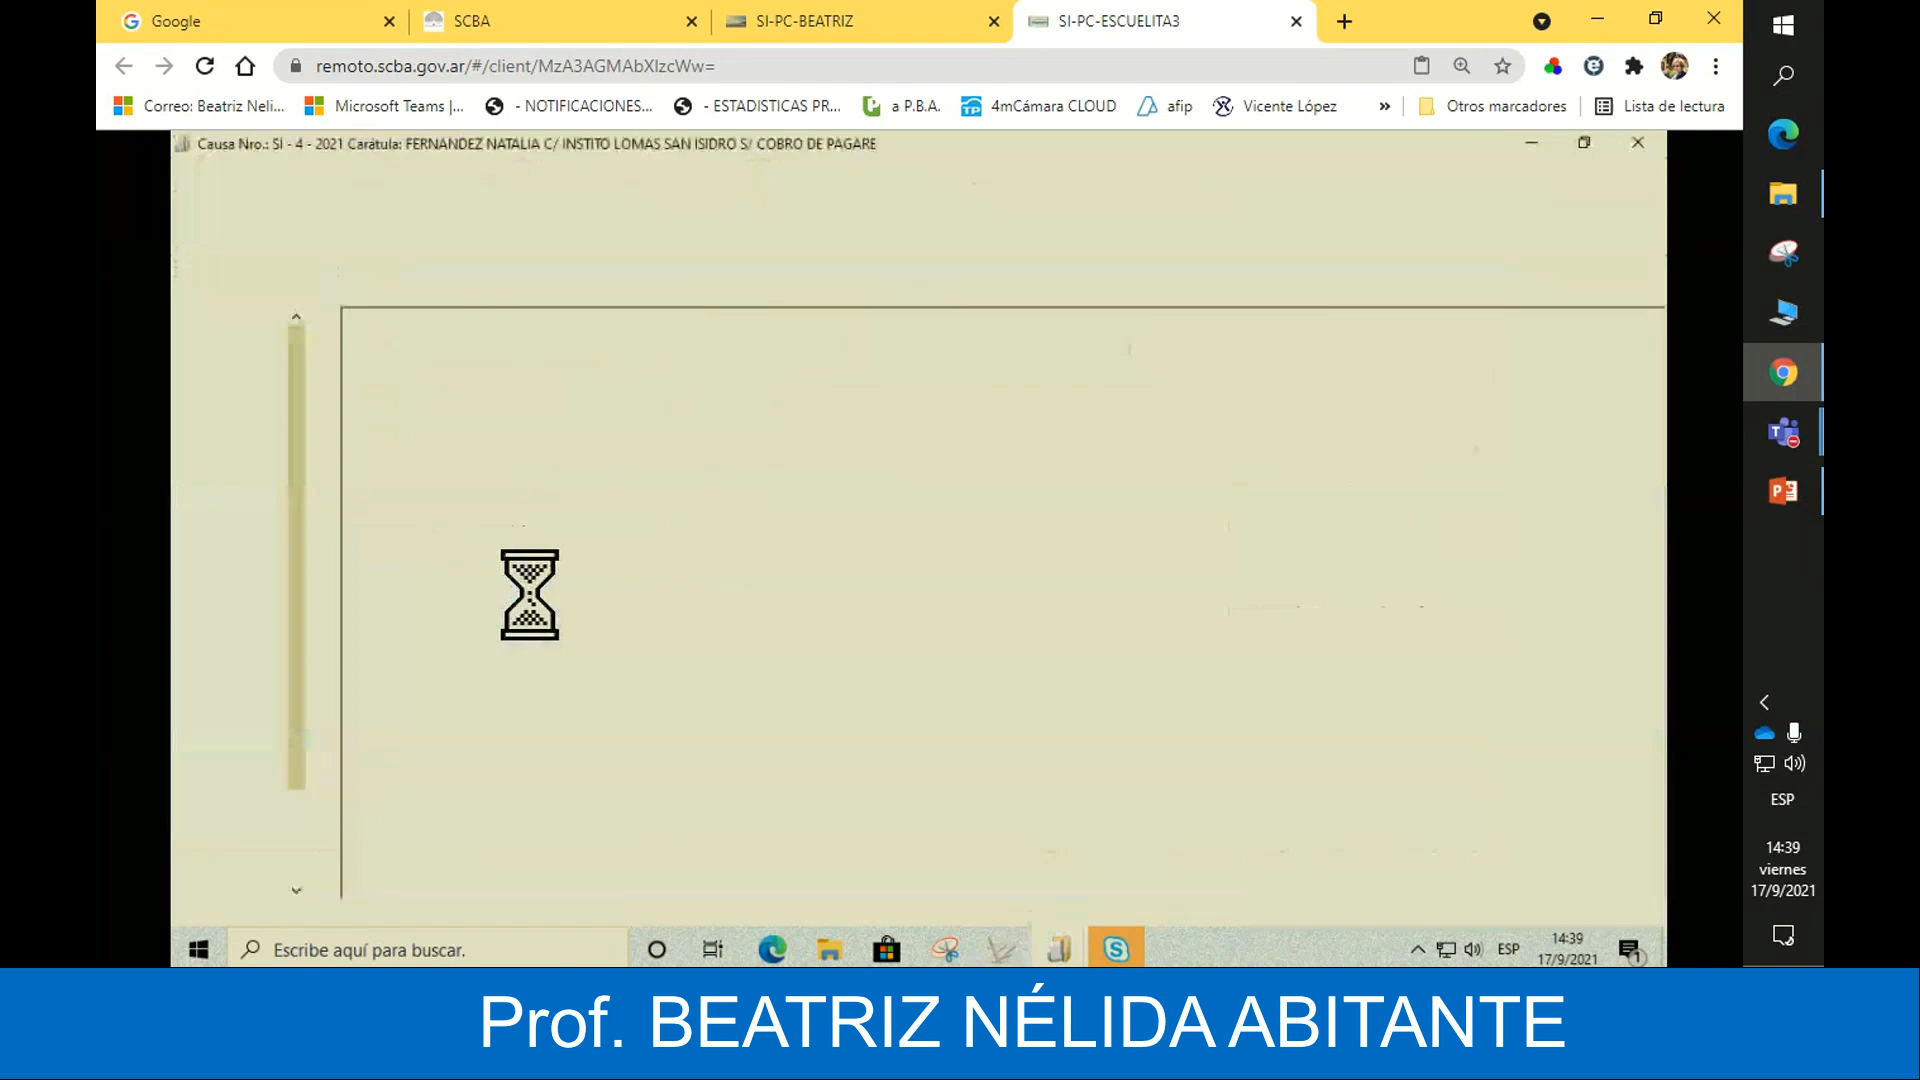 Google
SCBA
SI-PC-BEATRIZ
SI-PC-ESCUELITA3
remoto.scba.gov.ar/#/client/MzA3AGMAbXlzcWw=
Correo: Beatriz Neli...
Microsoft Teams |...
- NOTIFICACIONES...
- ESTADISTICAS PR...
a P.B.A.
4mCámara CLOUD
afip
Vicente López
»
Otros marcadores
Lista de lectura
Causa Nro.: SI - 4 - 2021 Carátula: FERNANDEZ NATALIA C/ INSTITO LOMAS SAN ISIDRO S/ COBRO DE PAGARE
ESP
14:39
viernes
17/9/2021
Escribe aquí para buscar.
ESP
14:39
17/9/2021
1
Prof. BEATRIZ NÉLIDA ABITANTE